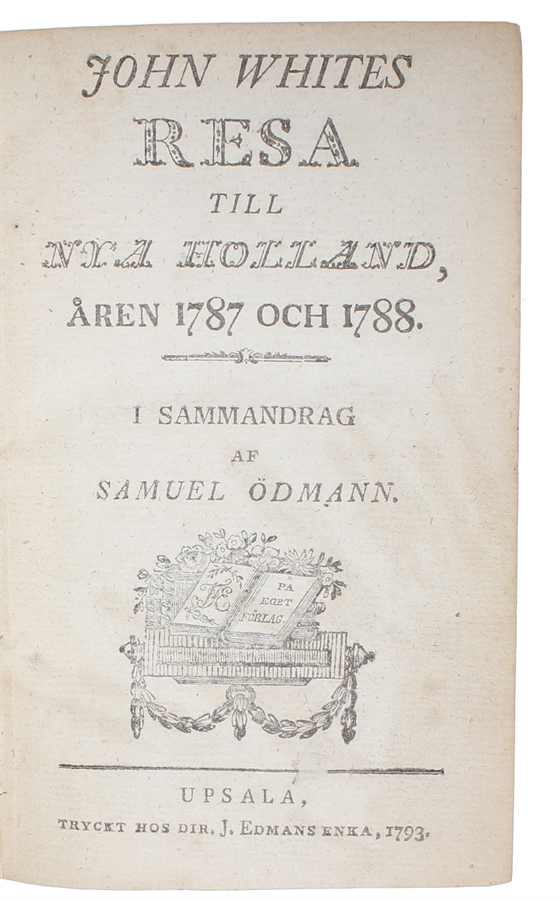 JOHN WHITES
RESA
TILL
NYA HOLLAND,
ÅREN 1787 OCH 1788.
I SAMMANDRAG
AF
SAMUEL ÖDMANN.
PÅ
EGET
FÖRLAG
UPSALA,
TRYCKT HOS DIR. J. EDMANS ENKA, 1793.